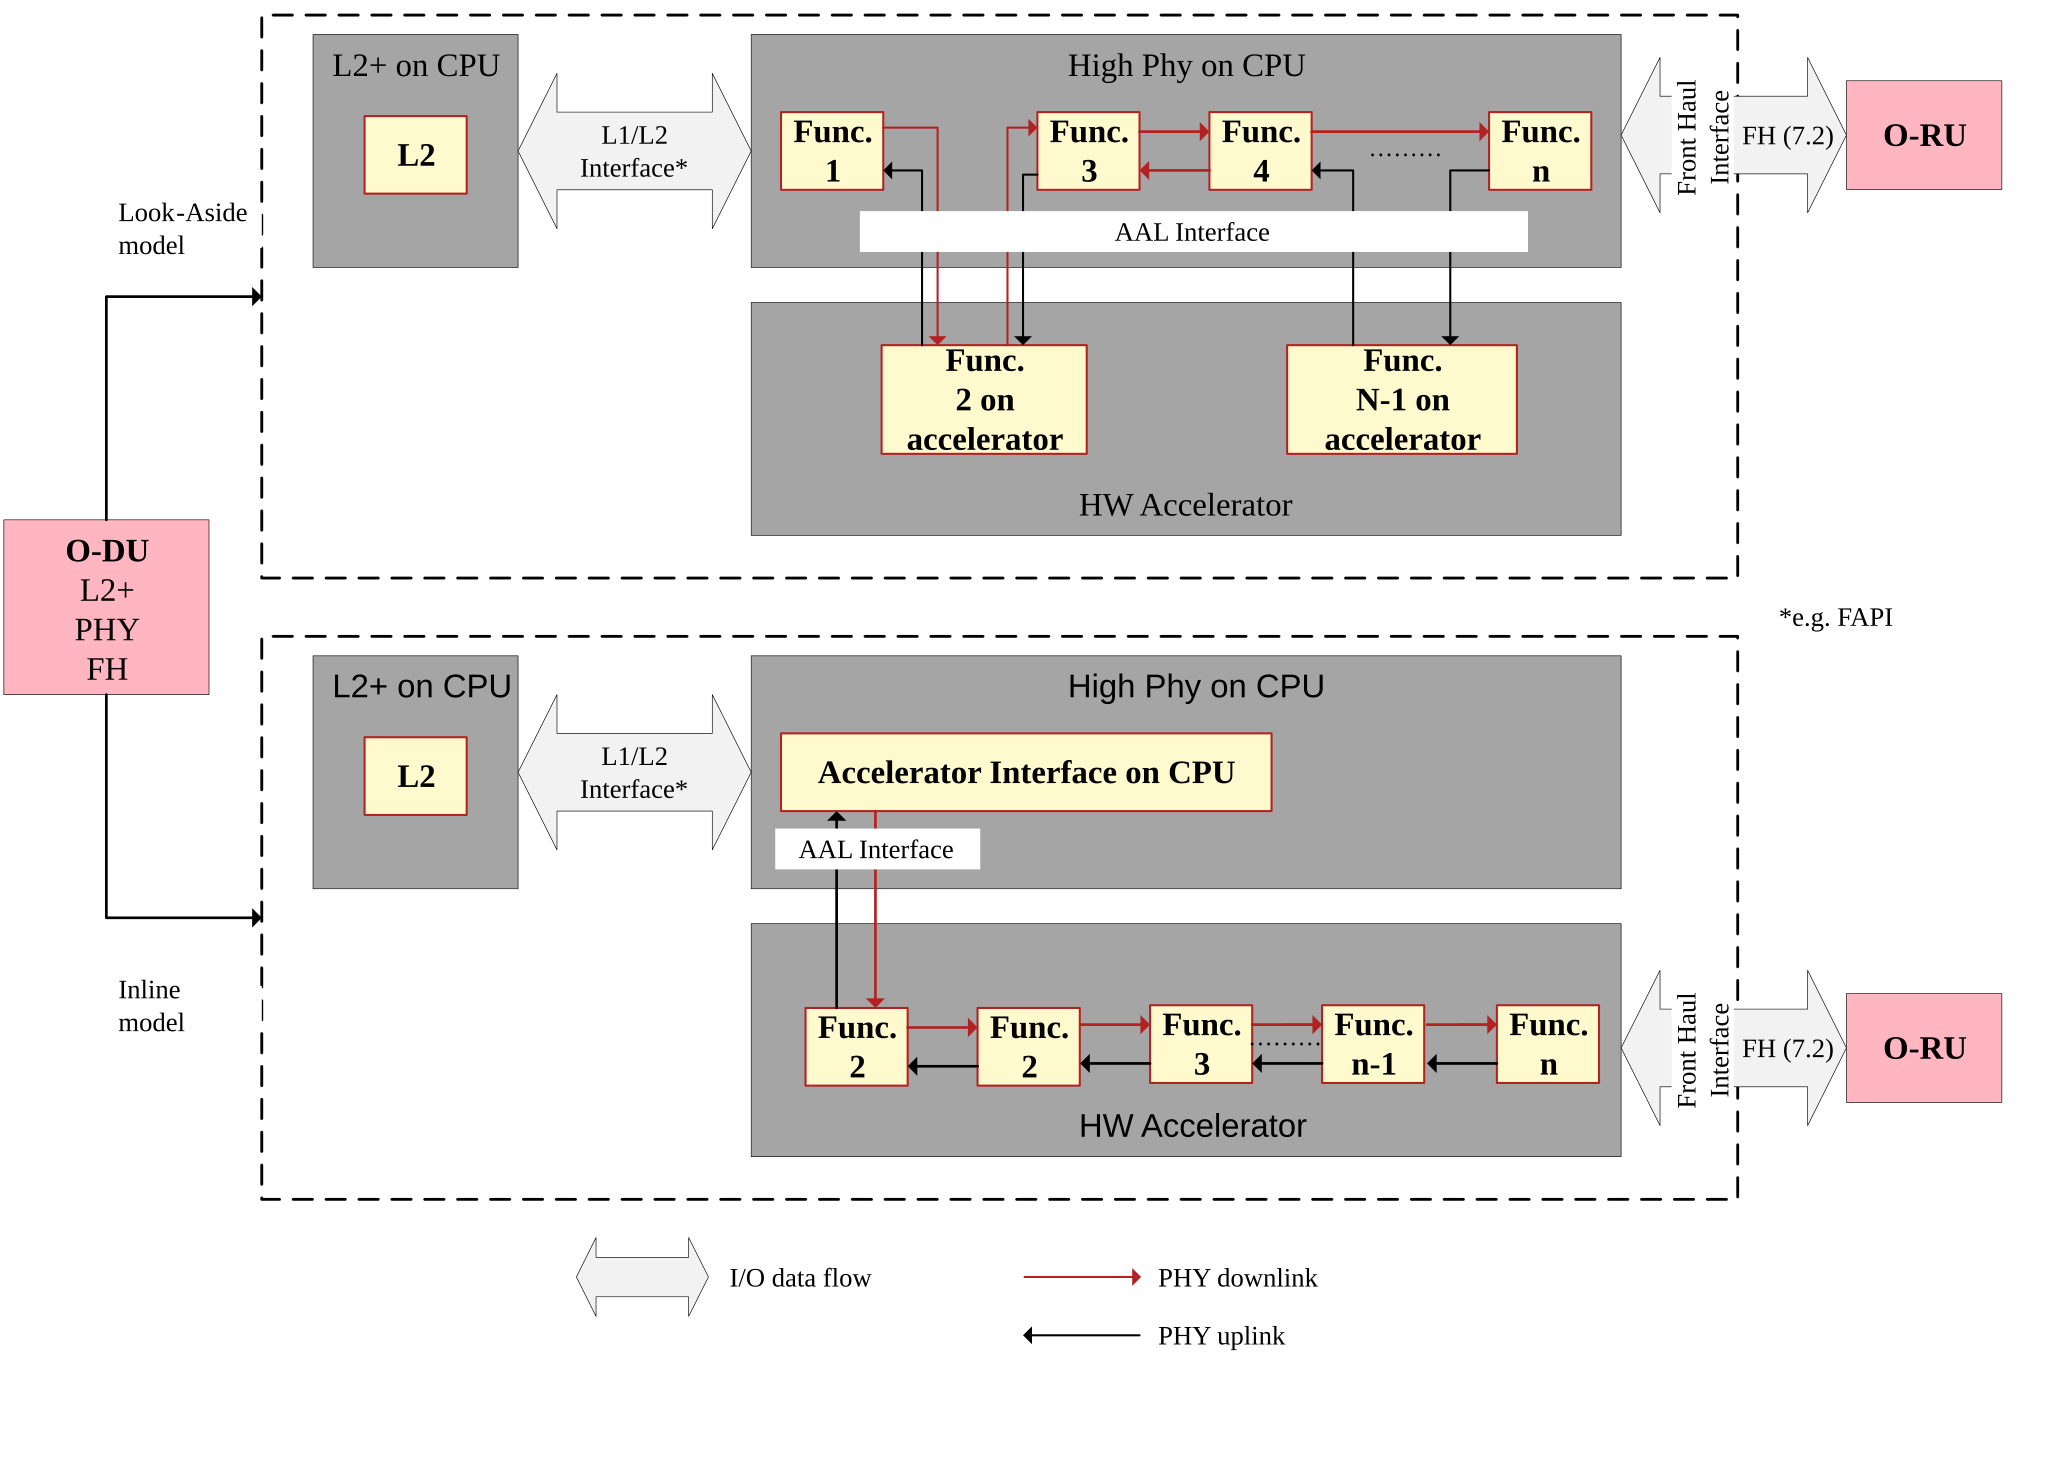 L2+ on CPU
L2
L1/L2
Interface*
High Phy on CPU
Func.
1
Func.
3
Func.
4
.........
Func.
n
AAL Interface
Front Haul
Interface
FH (7.2)
O-RU
Look-Aside
model
Func.
2 on
accelerator
Func.
N-1 on
accelerator
HW Accelerator
O-DU
L2+
PHY
FH
*e.g. FAPI
L2+ on CPU
L2
L1/L2
Interface*
High Phy on CPU
Accelerator Interface on CPU
AAL Interface
Inline
model
Func.
2
Func.
2
Func.
3
.........
Func.
n-1
Func.
n
HW Accelerator
Front Haul
Interface
FH (7.2)
O-RU
I/O data flow
PHY downlink
PHY uplink